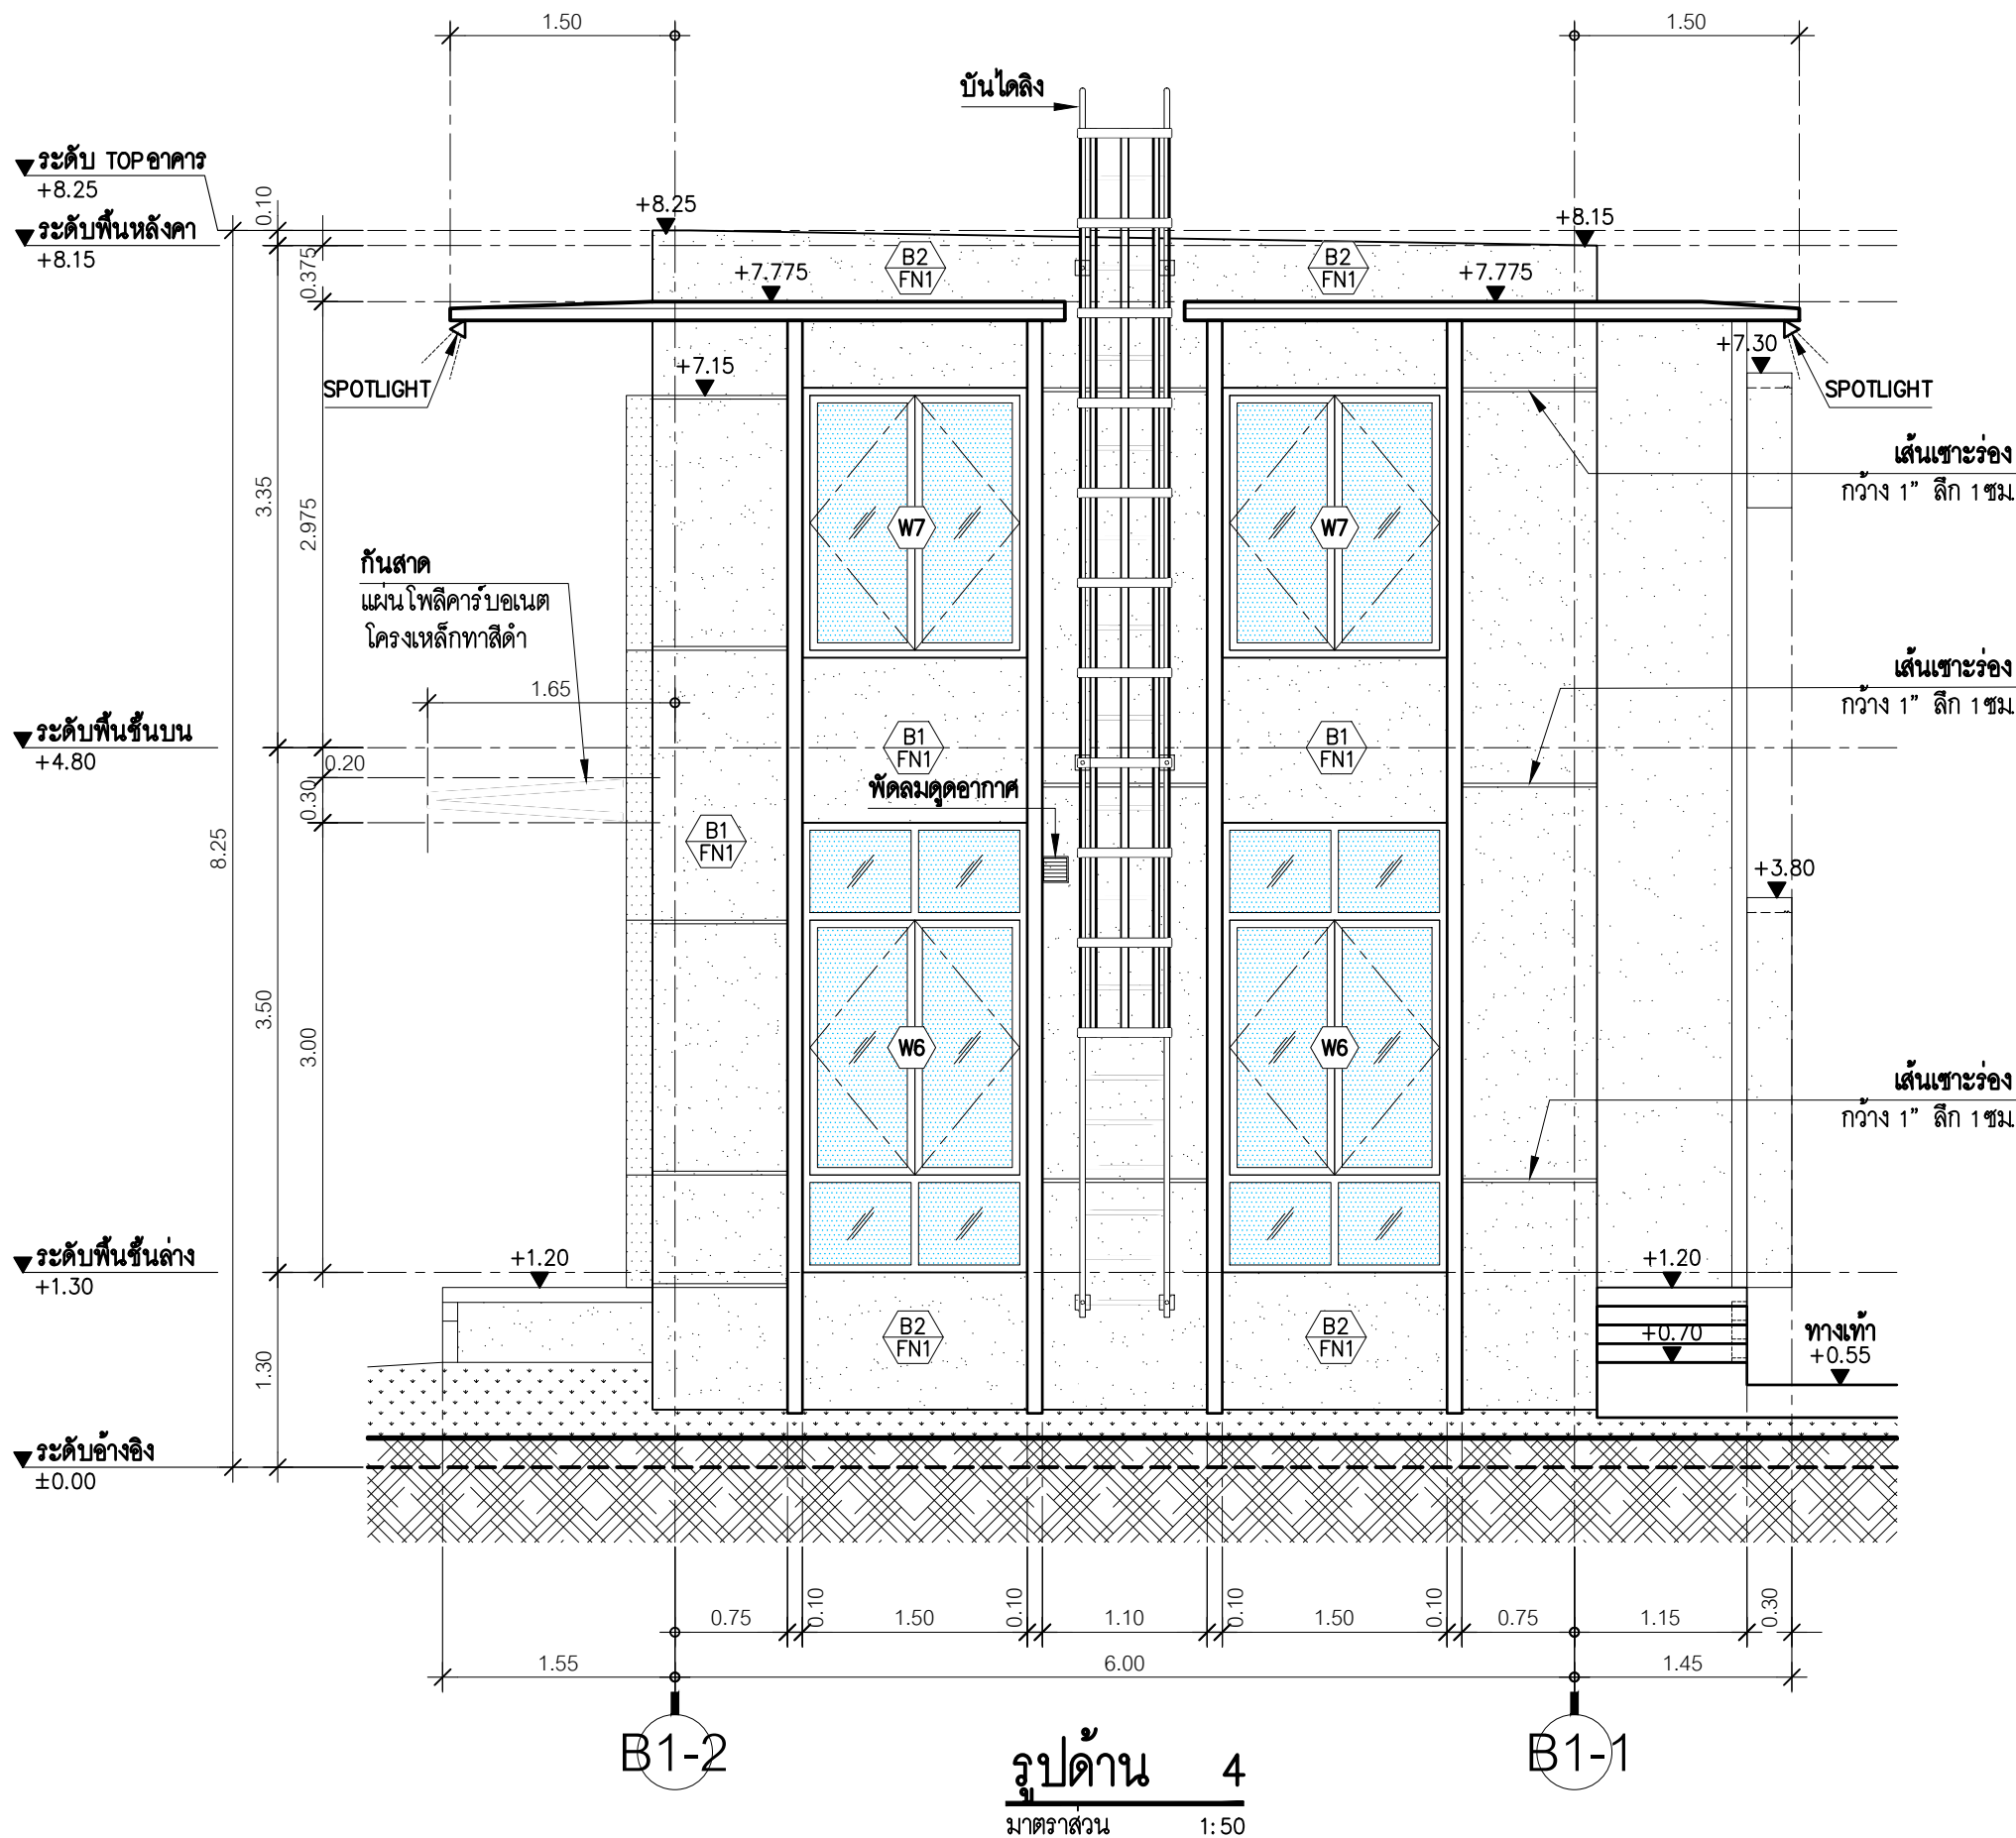 1.50
1.50
บันไดลิง
ระดับ TOPอาคาร
+8.25
ระดับพื้นหลังคา
+8.15
0.10
0.375
+8.25
+8.15
B2
FN1
B2
FN1
+7.775
+7.775
+7.30
+7.15
SPOTLIGHT
SPOTLIGHT
เส้นเซาะร่อง
กว้าง 1" ลึก 1ซม.
3.35
2.975
W7
W7
กันสาด
แผ่นโพลีคาร์บอเนต
โครงเหล็กทาสีดำ
1.65
เส้นเซาะร่อง
กว้าง 1" ลึก 1ซม.
ระดับพื้นชั้นบน
+4.80
0.20
0.30
B1
FN1
B1
FN1
พัดลมดูดอากาศ
B1
FN1
8.25
+3.80
3.50
3.00
W6
W6
เส้นเซาะร่อง
กว้าง 1" ลึก 1ซม.
ระดับพื้นชั้นล่าง
+1.30
+1.20
+1.20
B2
FN1
B2
FN1
+0.70
ทางเท้า
+0.55
1.30
ระดับอ้างอิง
±0.00
0.75
0.10
1.50
0.10
1.10
0.10
1.50
0.10
0.75
1.15
0.30
1.55
6.00
1.45
B1-2
B1-1
รูปด้าน 4
มาตราส่วน 1:50